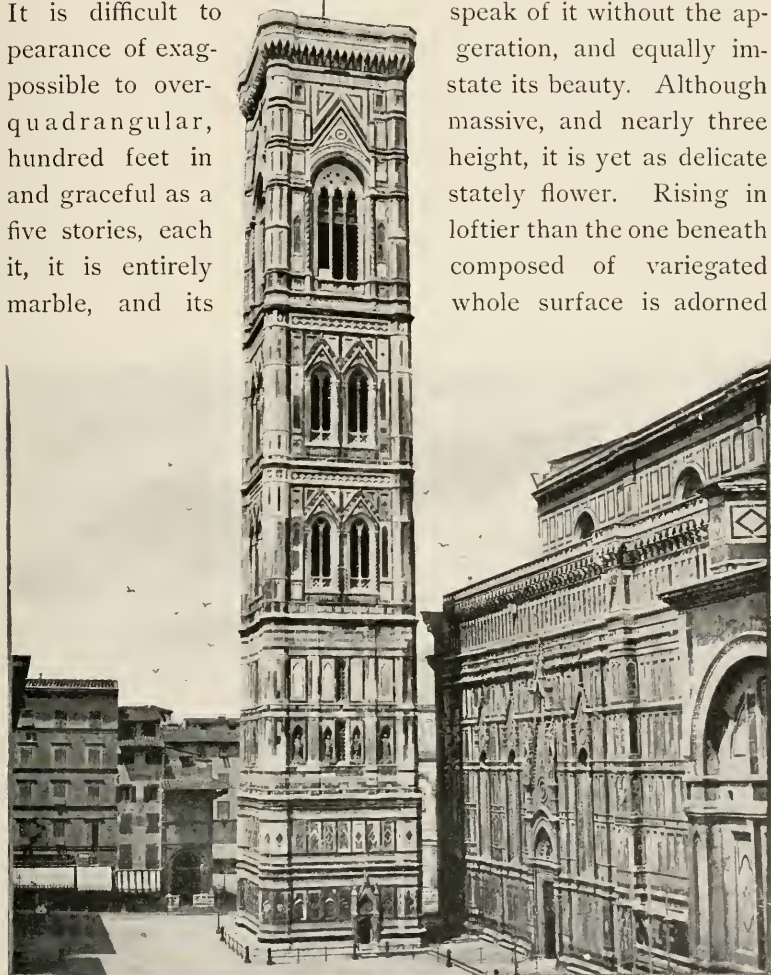 It is difficult to speak of it without the ap-
pearance of exag- geration, and equally im-
possible to over- state its beauty. Although
quadrangular, massive, and nearly three
hundred feet in height, it is yet as delicate
and graceful as a stately flower. Rising in
five stories, each loftier than the one beneath
it, it is entirely composed of variegated
marble, and its whole surface is adorned